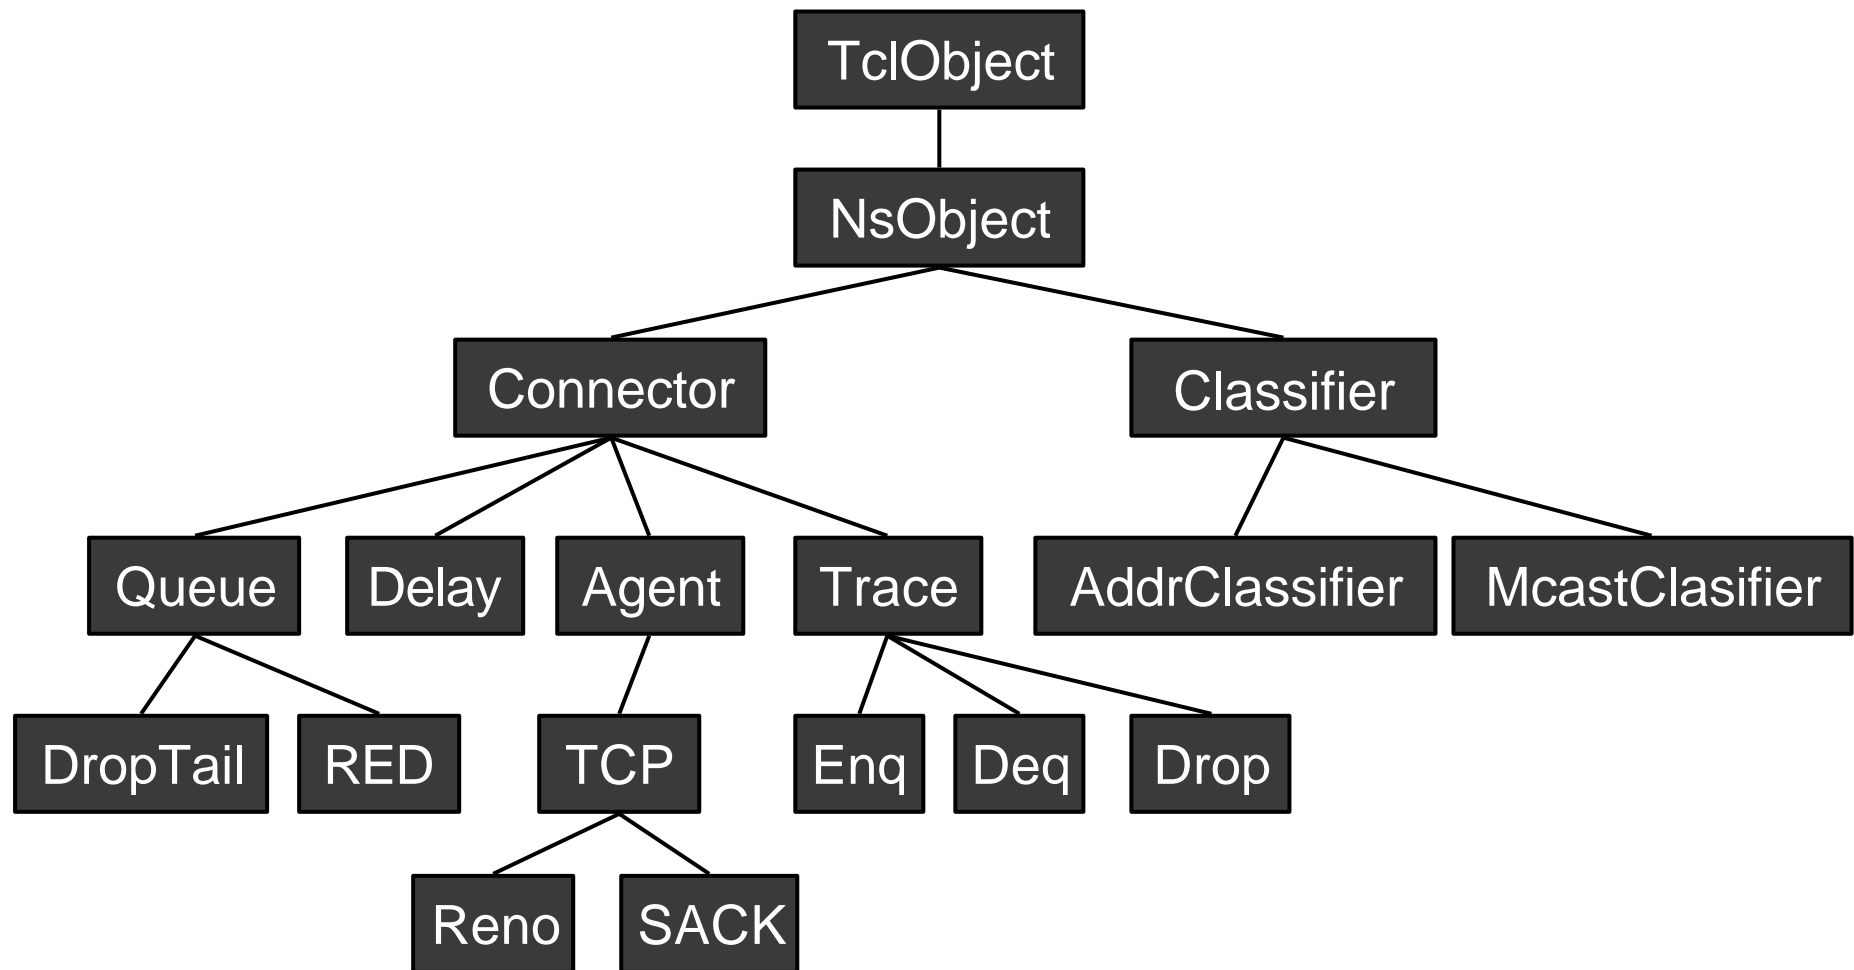 TclObject
NsObject
Connector
Classifier
Queue
Delay
Agent
Trace
AddrClassifier
McastClasifier
DropTail
RED
TCP
Enq
Deq
Drop
Reno
SACK